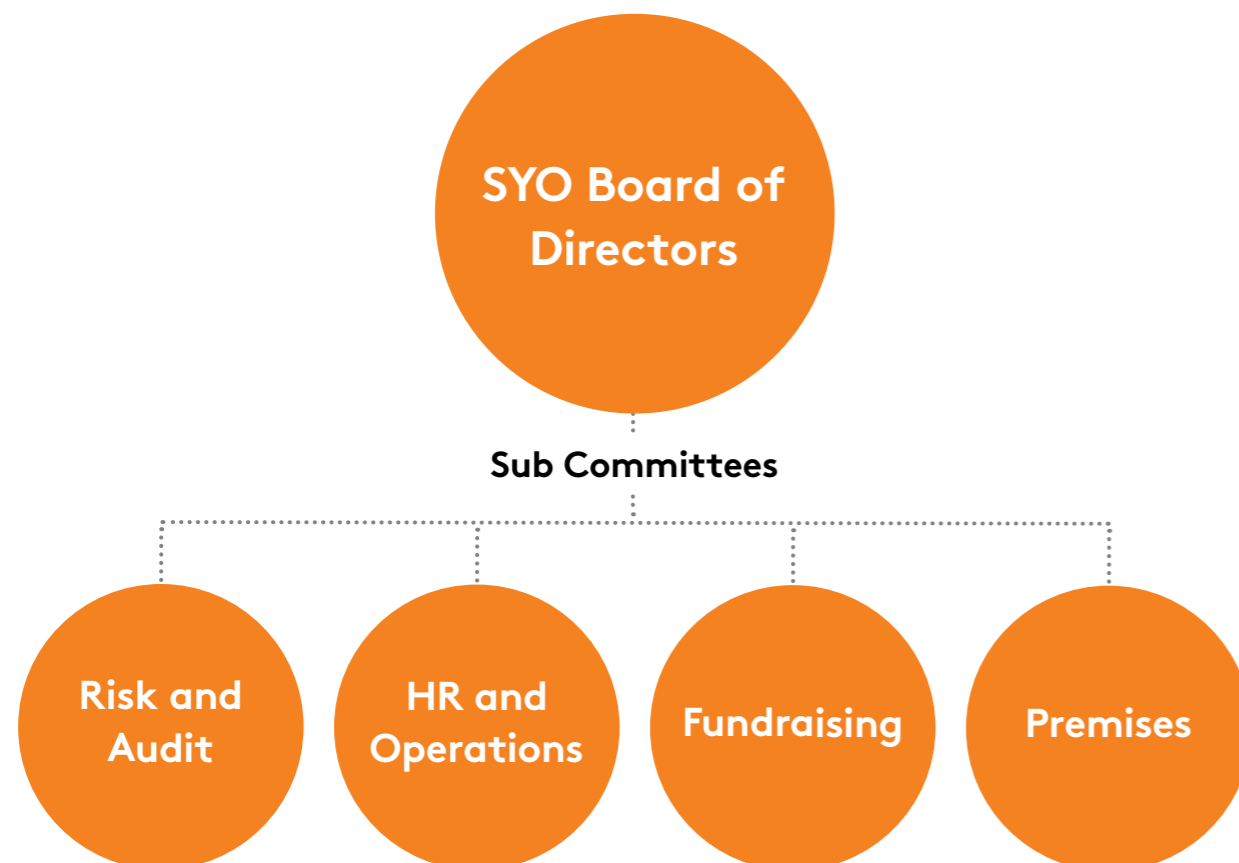 SYO Board of
Directors
Sub Committees
Risk and
Audit
HR and
Operations
Fundraising
Premises